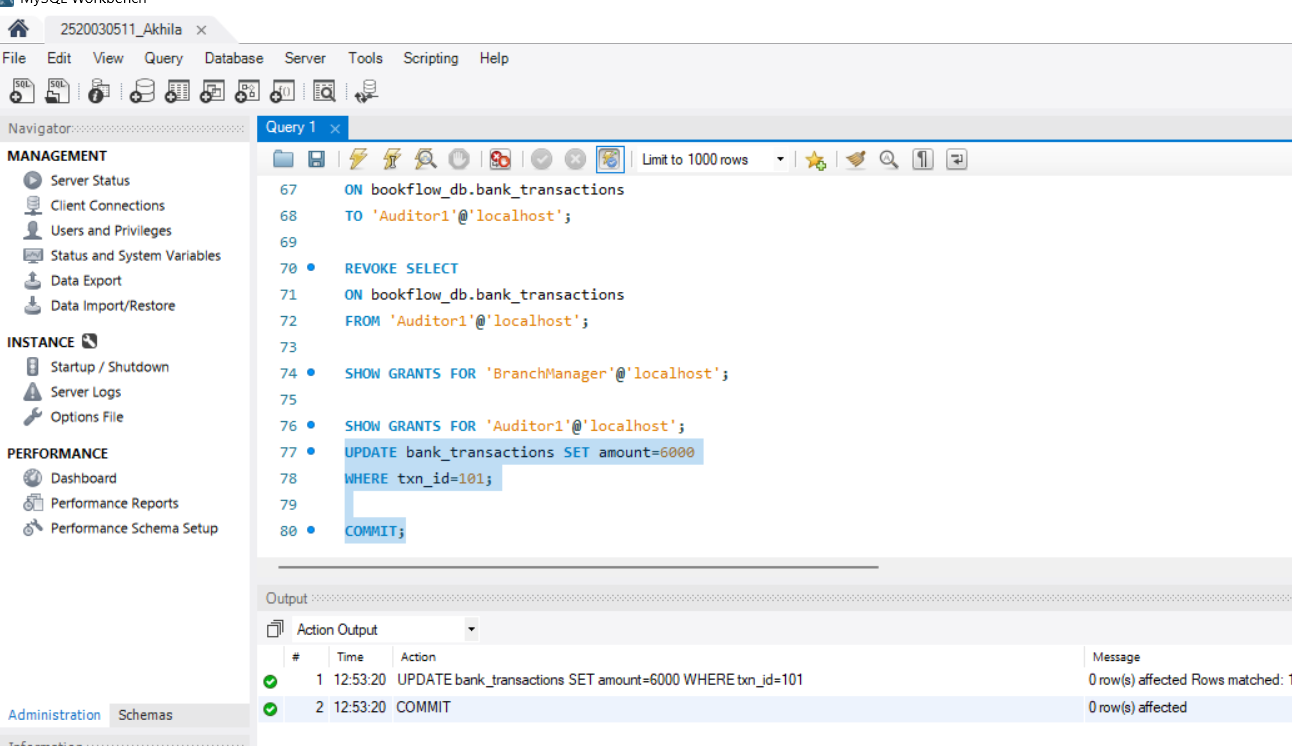 MySQL Workbench
2520030511_Akhila ×
File Edit View Query Database Server Tools Scripting Help
Navigator
Query 1 ×
MANAGEMENT
Server Status
Client Connections
Users and Privileges
Status and System Variables
Data Export
Data Import/Restore
INSTANCE
Startup / Shutdown
Server Logs
Options File
PERFORMANCE
Dashboard
Performance Reports
Performance Schema Setup
Administration Schemas
Information
Limit to 1000 rows
67 ON bookflow_db.bank_transactions
68 TO 'Auditor1'@'localhost';
69
70 REVOKE SELECT
71 ON bookflow_db.bank_transactions
72 FROM 'Auditor1'@'localhost';
73
74 SHOW GRANTS FOR 'BranchManager'@'localhost';
75
76 SHOW GRANTS FOR 'Auditor1'@'localhost';
77 UPDATE bank_transactions SET amount=6000
78 WHERE txn_id=101;
79
80 COMMIT;
Output
Action Output
# Time Action Message
1 12:53:20 UPDATE bank_transactions SET amount=6000 WHERE txn_id=101 0 row(s) affected Rows matched: 1
2 12:53:20 COMMIT 0 row(s) affected